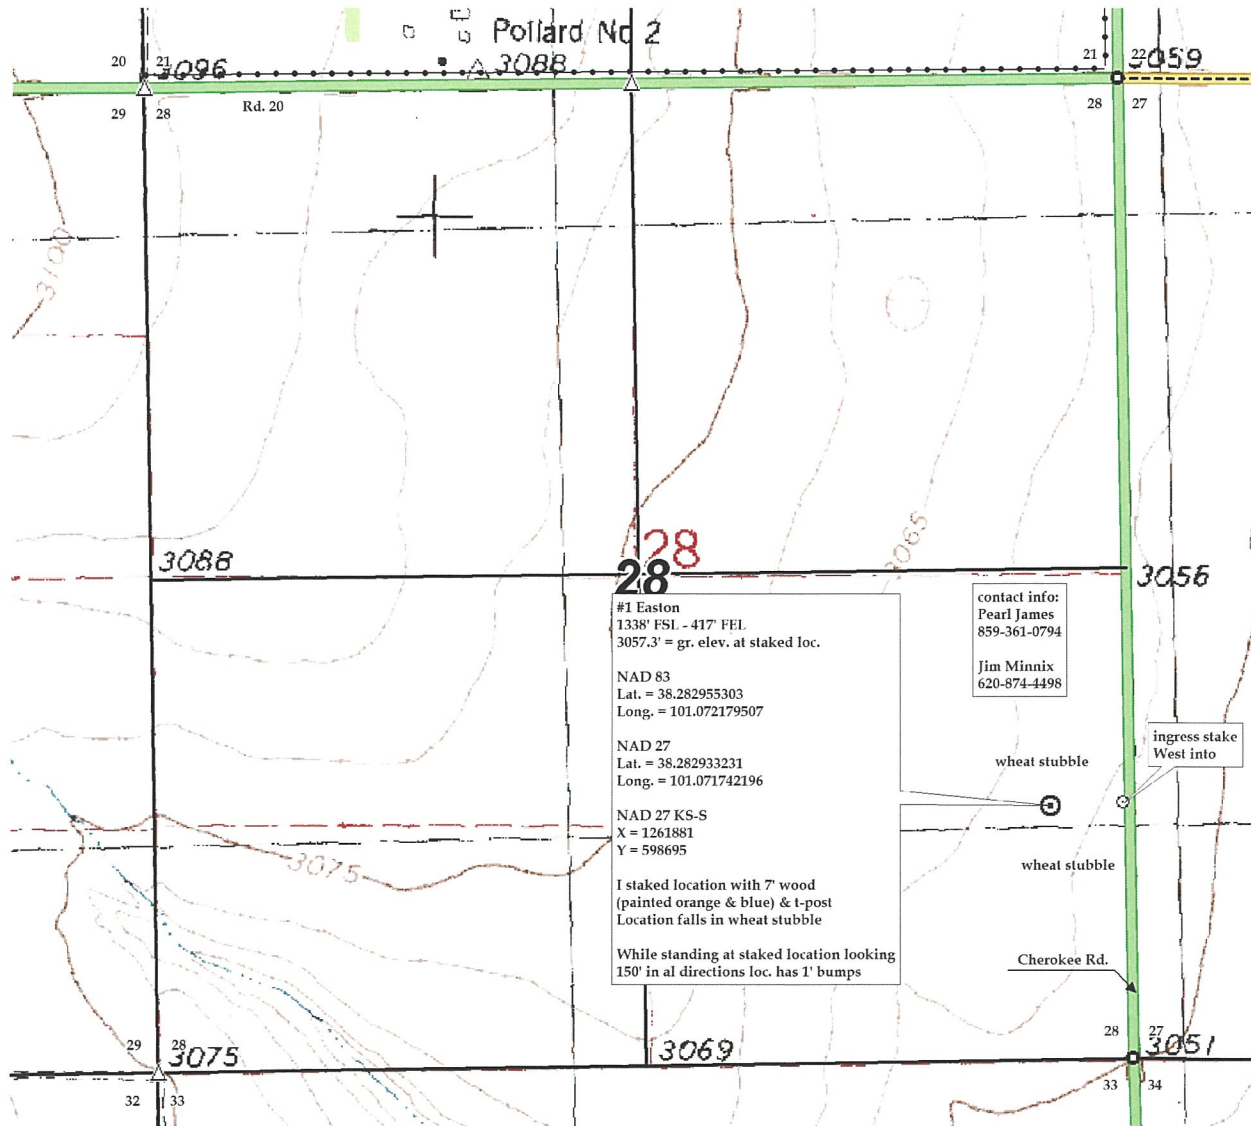 Pollard No 2
20
21
3096
3088
21
22
3059
29
28
Rd. 20
28
27
3100
3065
3088
28
28
3056
#1 Easton
1338' FSL - 417' FEL
3057.3' = gr. elev. at staked loc.
NAD 83
Lat. = 38.282955303
Long. = 101.072179507
NAD 27
Lat. = 38.282933231
Long. = 101.071742196
NAD 27 KS-S
X = 1261881
Y = 598695
I staked location with 7' wood
(painted orange & blue) & t-post
Location falls in wheat stubble
While standing at staked location looking
150' in al directions loc. has 1' bumps
contact info:
Pearl James
859-361-0794
Jim Minnix
620-874-4498
ingress stake
West into
wheat stubble
wheat stubble
3075
Cherokee Rd.
29
28
3075
3069
28
27
3051
32
33
33
34